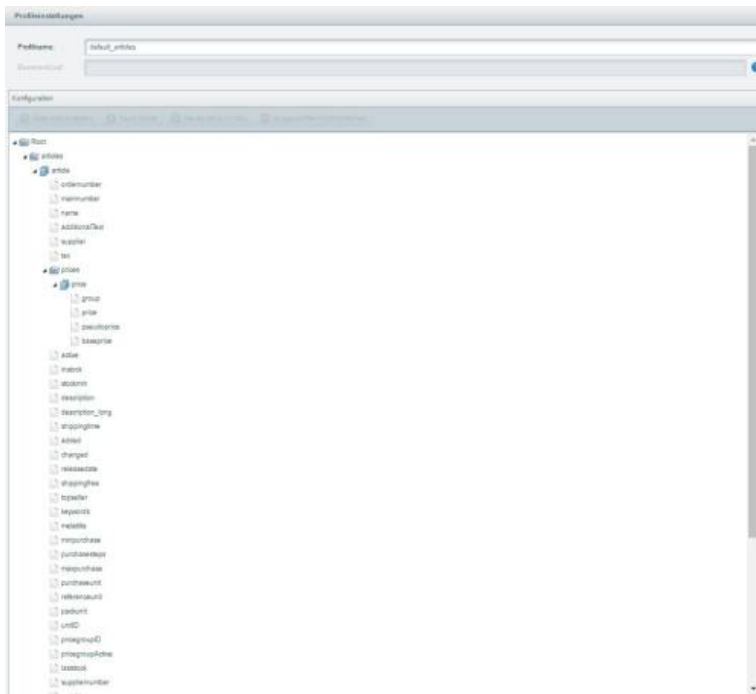 Profileinstellungen
Profilname:
default_articles
Configuration
Root
articles
article
ordernumber
mainnumber
name
additionalText
supplier
tax
prices
price
group
price
pseudoprice
baseprice
active
instock
stockmin
description
description_long
shippingtime
added
changed
releasedate
shippingfree
topseller
keywords
metatitle
minpurchase
purchasesteps
maxpurchase
purchaseunit
referenceunit
packunit
unitID
pricegroupID
pricegroupActive
laststock
suppliernumber